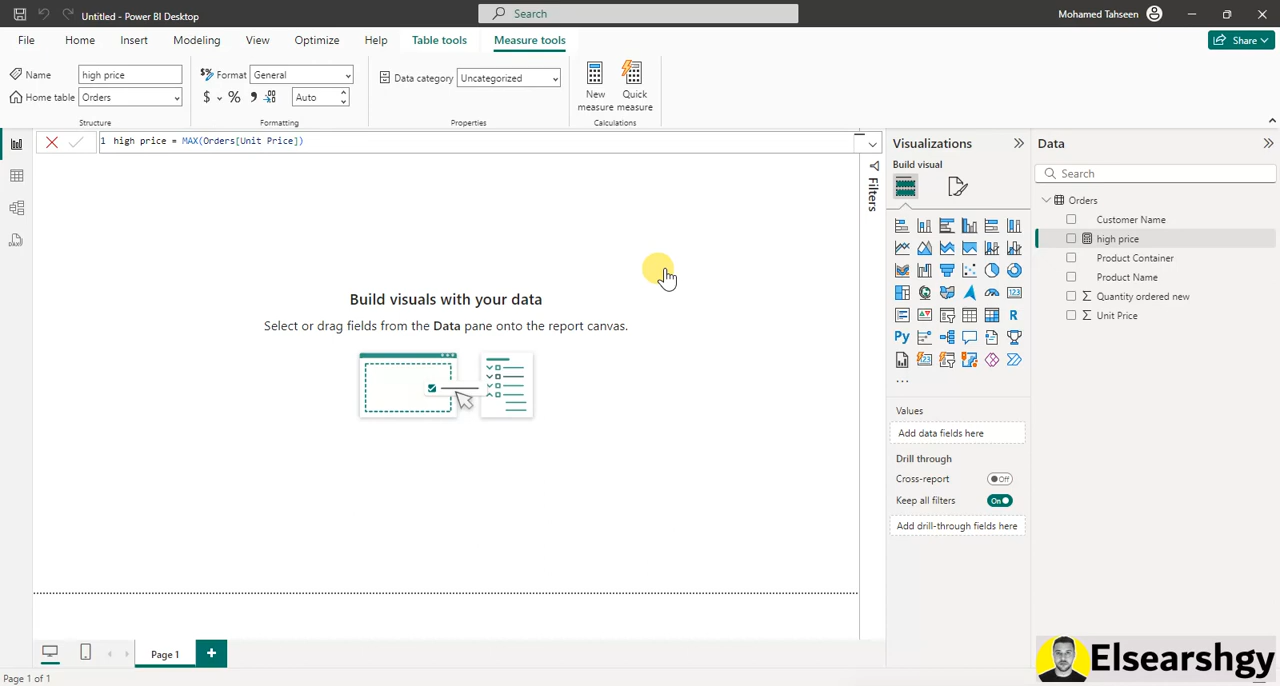 Untitled - Power BI Desktop
Search
Mohamed Tahseen
File Home Insert Modeling View Optimize Help Table tools Measure tools
Share
Name high price
Home table Orders
Structure
Format General
$ % , Auto
Formatting
Data category Uncategorized
Properties
New measure
Quick measure
Calculations
1 high price = MAX(Orders[Unit Price])
Filters
Build visuals with your data
Select or drag fields from the Data pane onto the report canvas.
Visualizations
Build visual
123
R
Py
...
Values
Add data fields here
Drill through
Cross-report Off
Keep all filters On
Add drill-through fields here
Data
Search
Orders
Customer Name
high price
Product Container
Product Name
Σ Quantity ordered new
Σ Unit Price
Page 1
+
Page 1 of 1
Elsearshgy